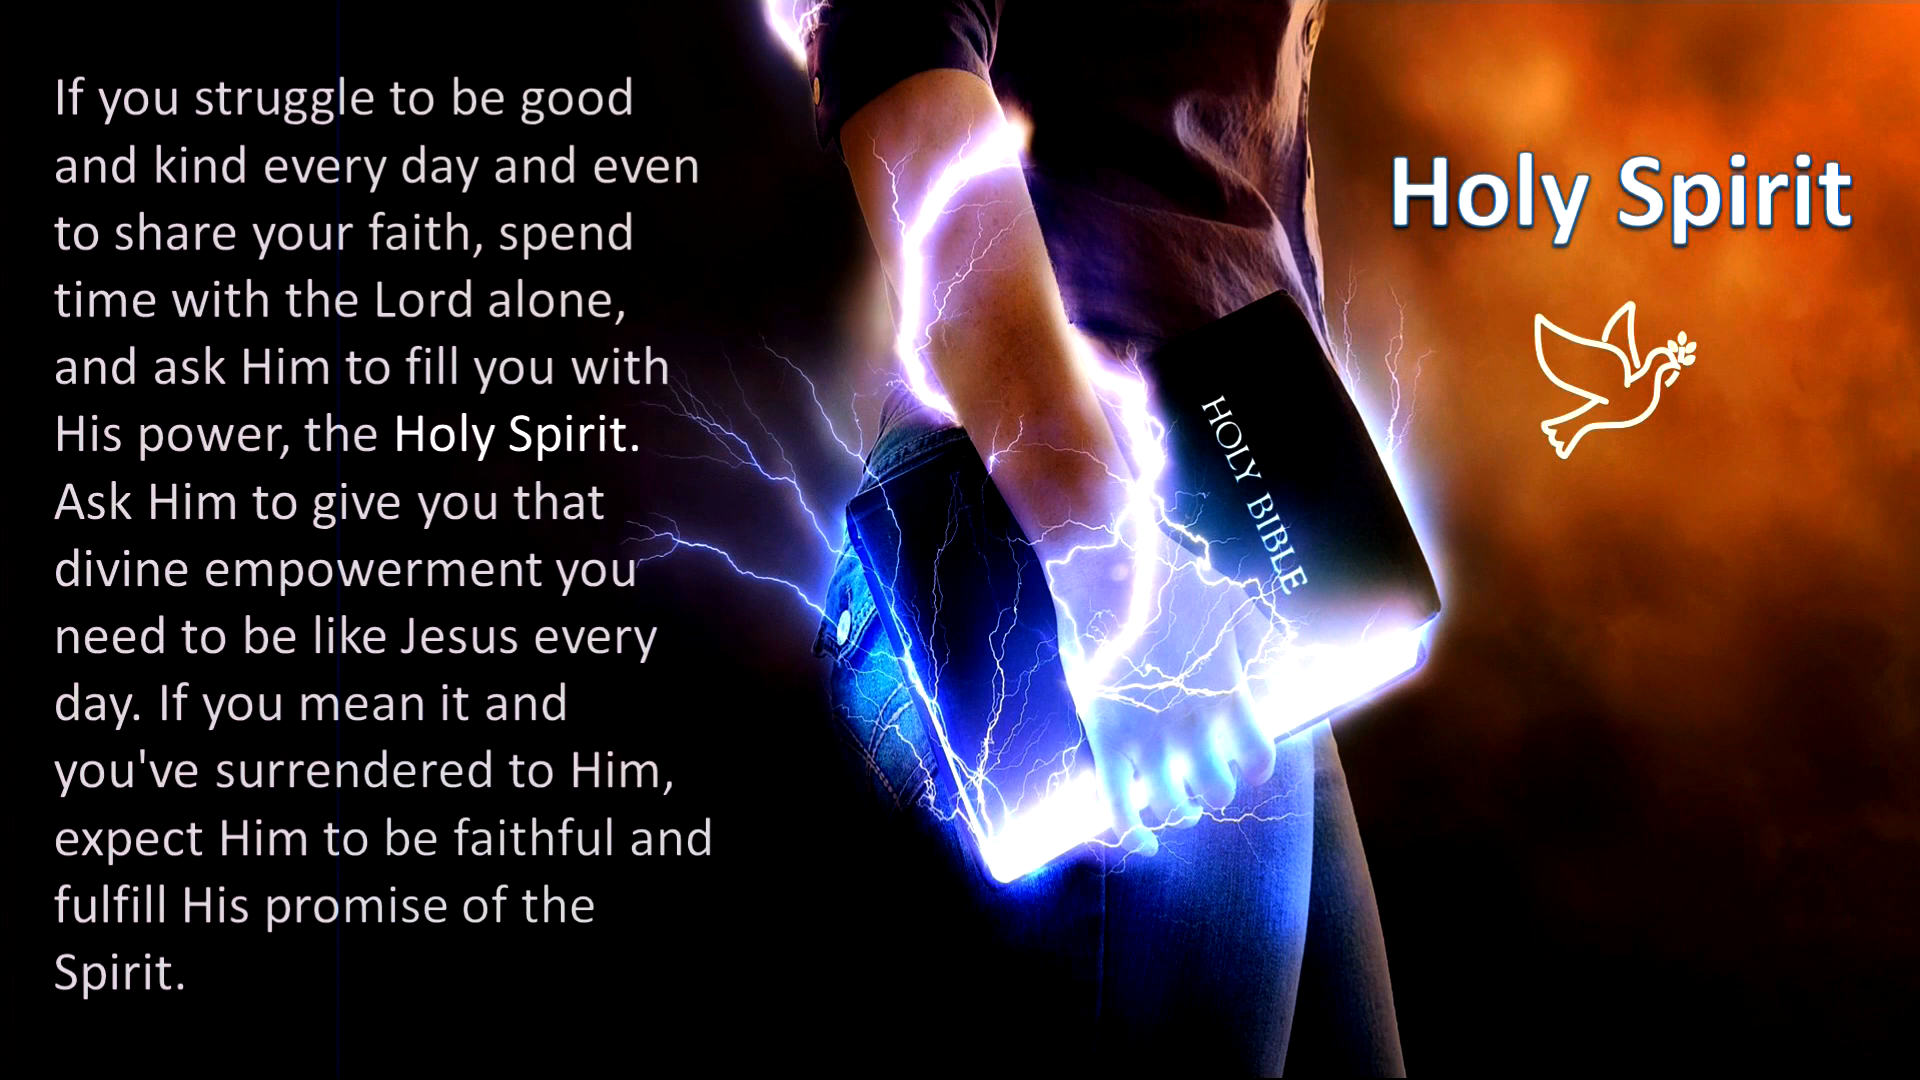 If you struggle to be good
and kind every day and even
to share your faith, spend
time with the Lord alone,
and ask Him to fill you with
His power, the Holy Spirit.
Ask Him to give you that
divine empowerment you
need to be like Jesus every
day. If you mean it and
you've surrendered to Him,
expect Him to be faithful and
fulfill His promise of the
Spirit.
HOLY BIBLE
Holy Spirit